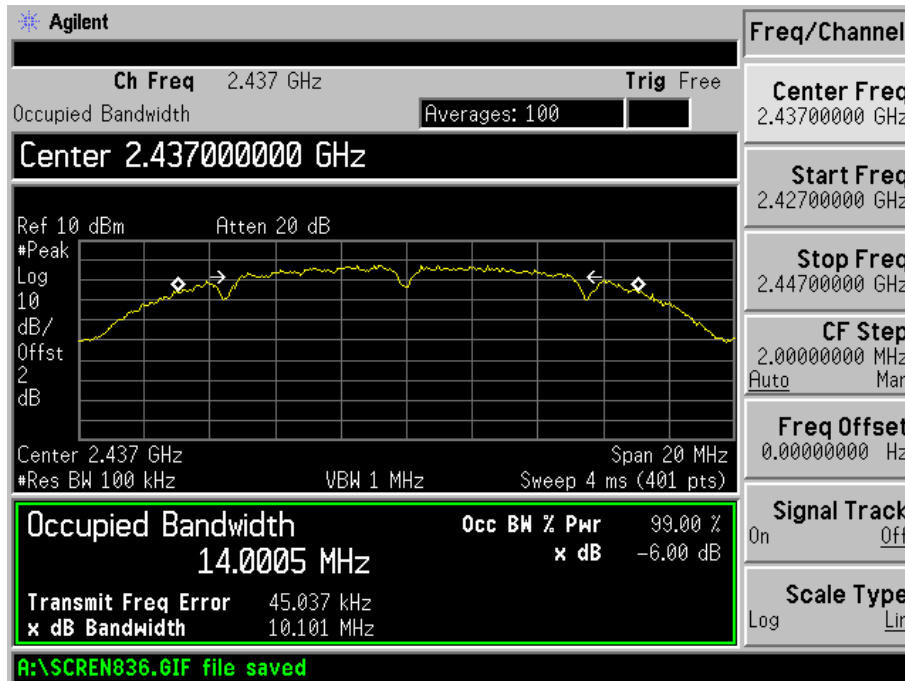 Agilent
Ch Freq 2.437 GHz Trig Free
Occupied Bandwidth Averages: 100
Center 2.437000000 GHz
Ref 10 dBm Atten 20 dB
#Peak
Log
10
dB/
Offst
2
dB
Center 2.437 GHz Span 20 MHz
#Res BW 100 kHz VBW 1 MHz Sweep 4 ms (401 pts)
Occupied Bandwidth Occ BW % Pwr 99.00 %
14.0005 MHz x dB -6.00 dB
Transmit Freq Error 45.037 kHz
x dB Bandwidth 10.101 MHz
A:\SCREN836.GIF file saved
Freq/Channel
Center Freq
2.43700000 GHz
Start Freq
2.42700000 GHz
Stop Freq
2.44700000 GHz
CF Step
2.00000000 MHz
Auto Man
Freq Offset
0.00000000 Hz
Signal Track
On Off
Scale Type
Log Lin